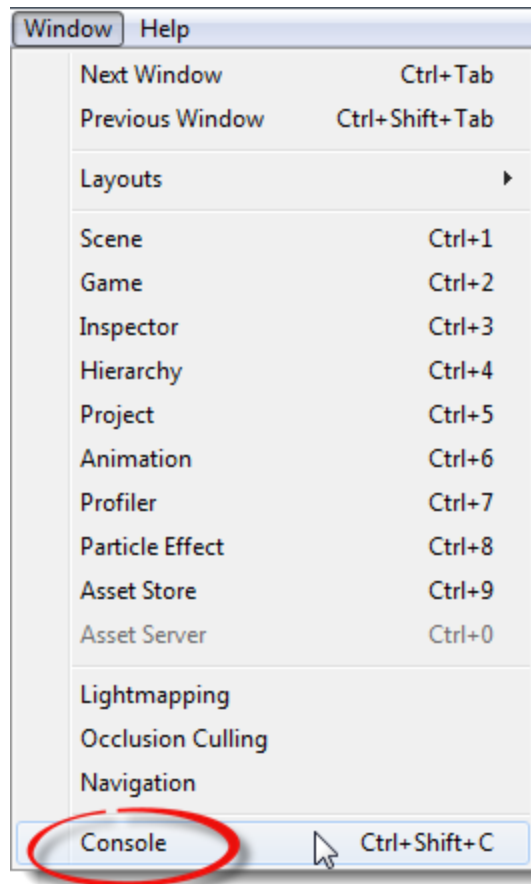 Window Help
Next Window Ctrl+Tab
Previous Window Ctrl+Shift+Tab
Layouts
Scene Ctrl+1
Game Ctrl+2
Inspector Ctrl+3
Hierarchy Ctrl+4
Project Ctrl+5
Animation Ctrl+6
Profiler Ctrl+7
Particle Effect Ctrl+8
Asset Store Ctrl+9
Asset Server Ctrl+0
Lightmapping
Occlusion Culling
Navigation
Console Ctrl+Shift+C